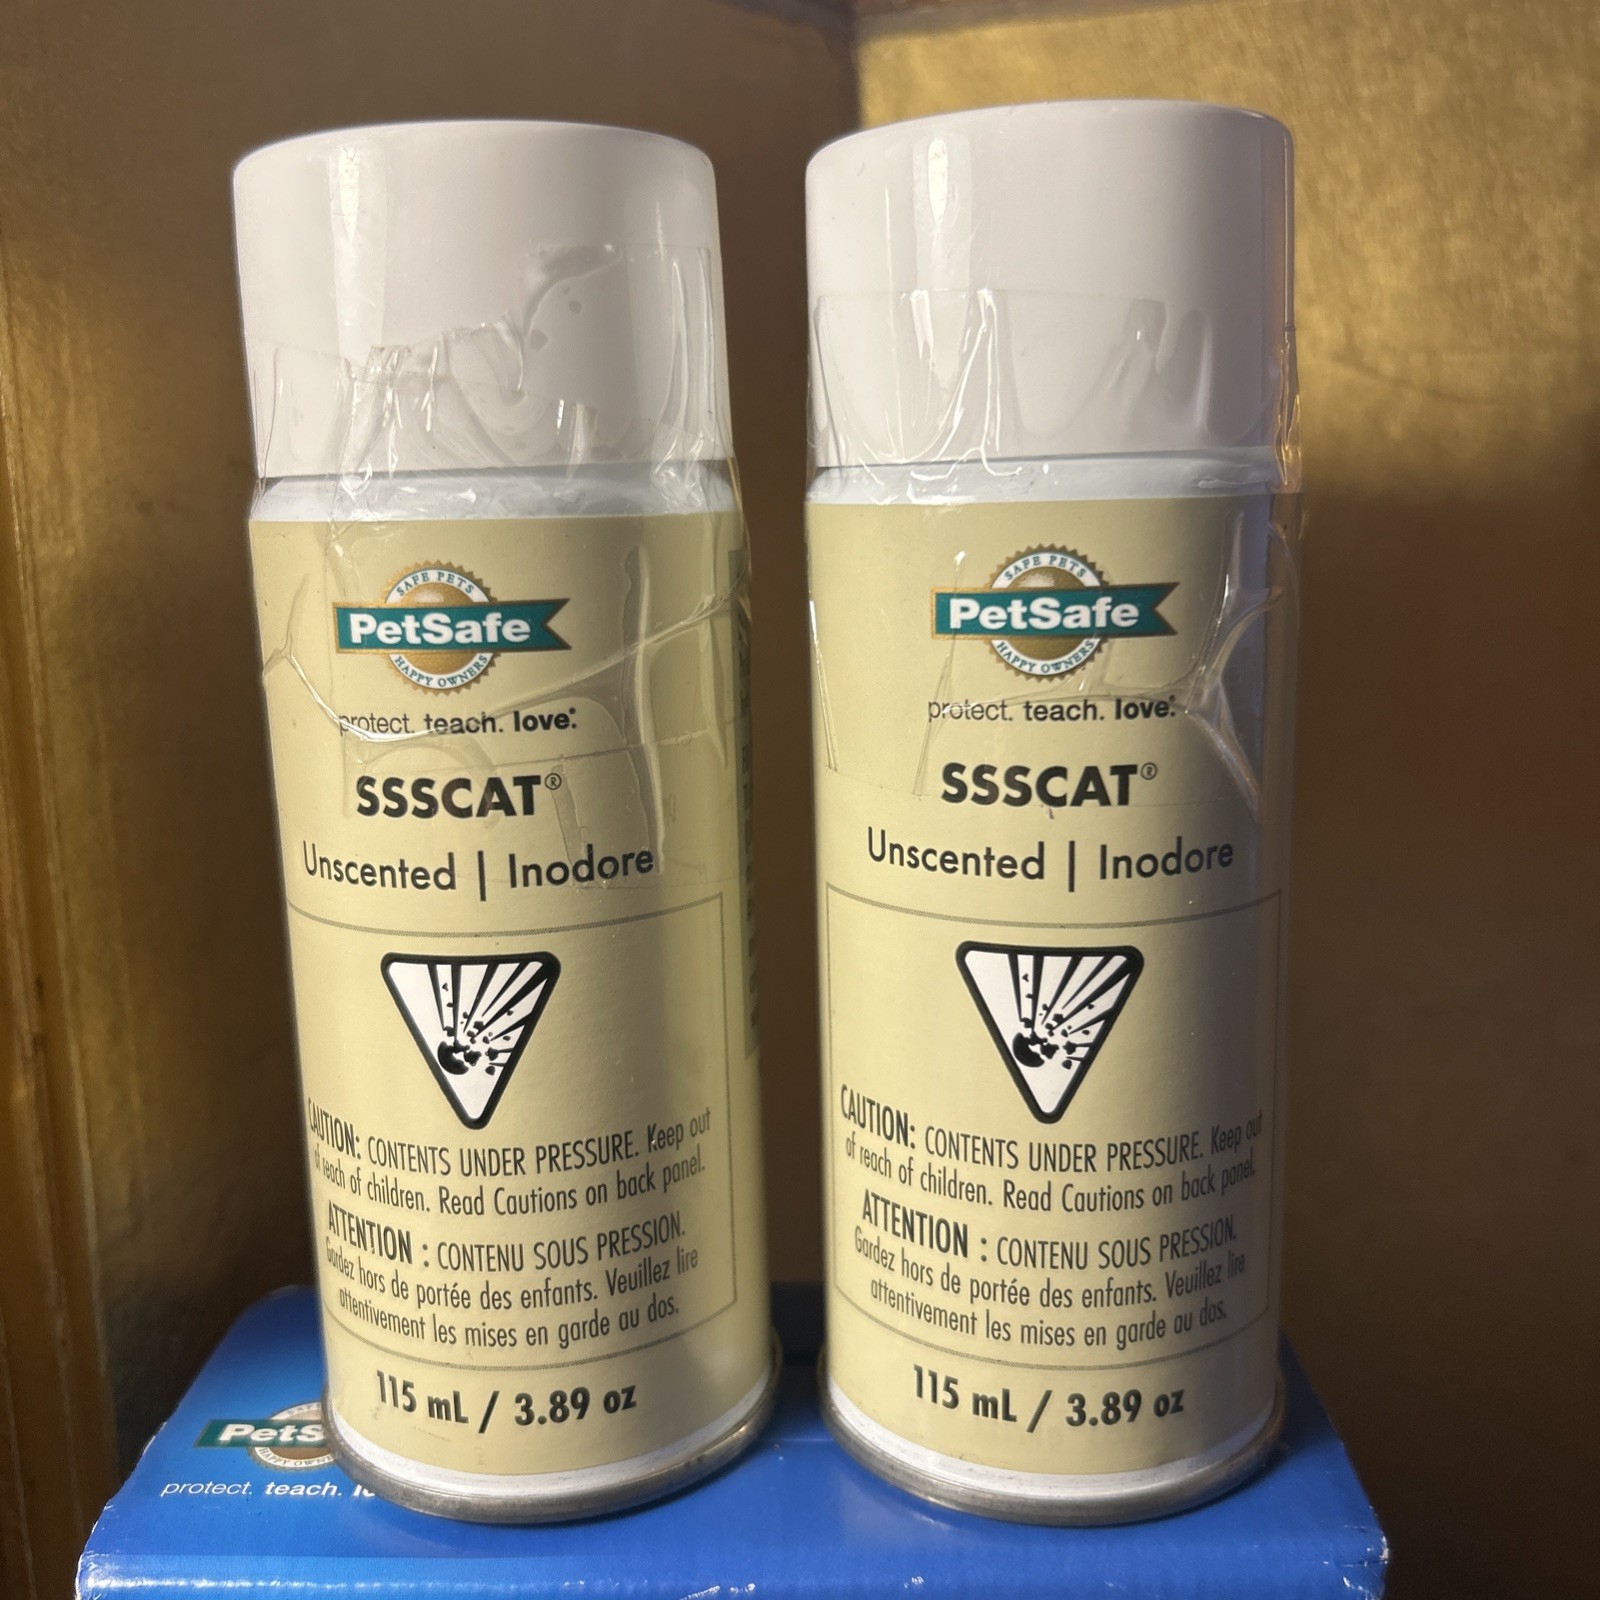 SAFE PETS
PetSafe
HAPPY OWNERS
protect. teach. love.
SSSCAT®
Unscented | Inodore
CAUTION: CONTENTS UNDER PRESSURE. Keep out
of reach of children. Read Cautions on back panel.
ATTENTION : CONTENU SOUS PRESSION.
Gardez hors de portée des enfants. Veuillez lire
attentivement les mises en garde au dos.
115 mL / 3.89 oz
SAFE PETS
PetSafe
HAPPY OWNERS
protect. teach. love.
SSSCAT®
Unscented | Inodore
CAUTION: CONTENTS UNDER PRESSURE. Keep out
of reach of children. Read Cautions on back panel.
ATTENTION : CONTENU SOUS PRESSION.
Gardez hors de portée des enfants. Veuillez lire
attentivement les mises en garde au dos.
115 mL / 3.89 oz
PetS
HAPPY OWN
protect. teach. lo